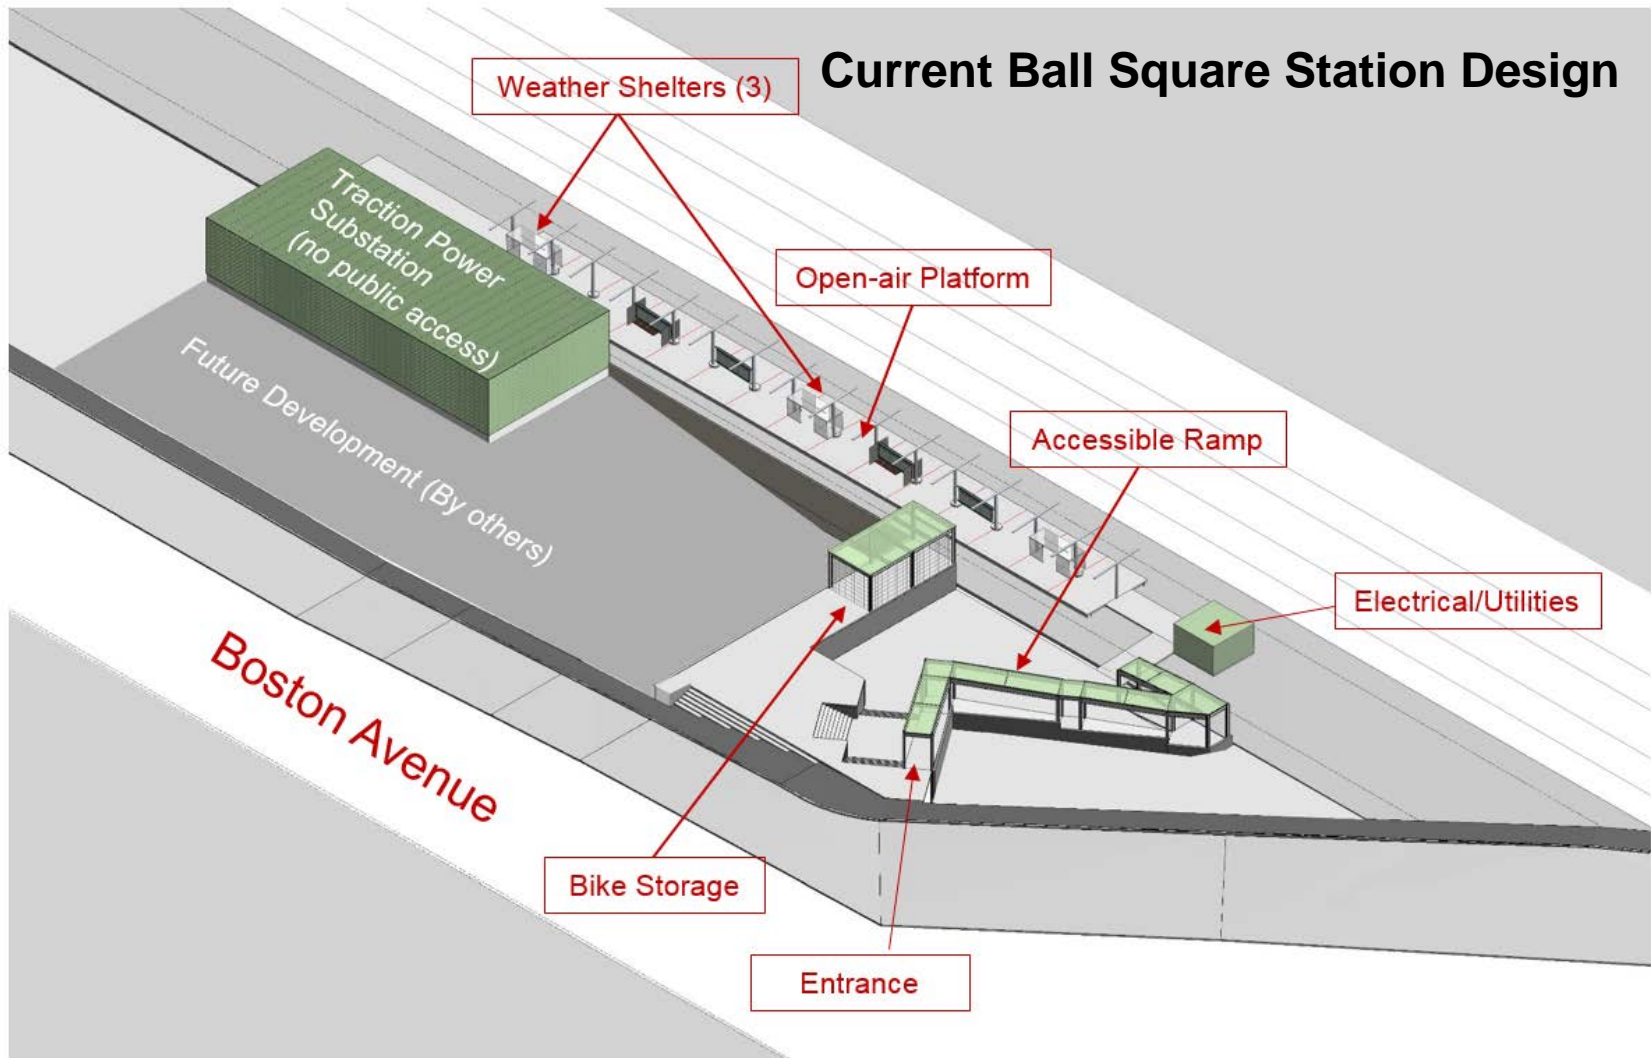 Current Ball Square Station Design
Weather Shelters (3)
Traction Power
Substation
(no public access)
Open-air Platform
Future Development (By others)
Accessible Ramp
Electrical/Utilities
Boston Avenue
Bike Storage
Entrance